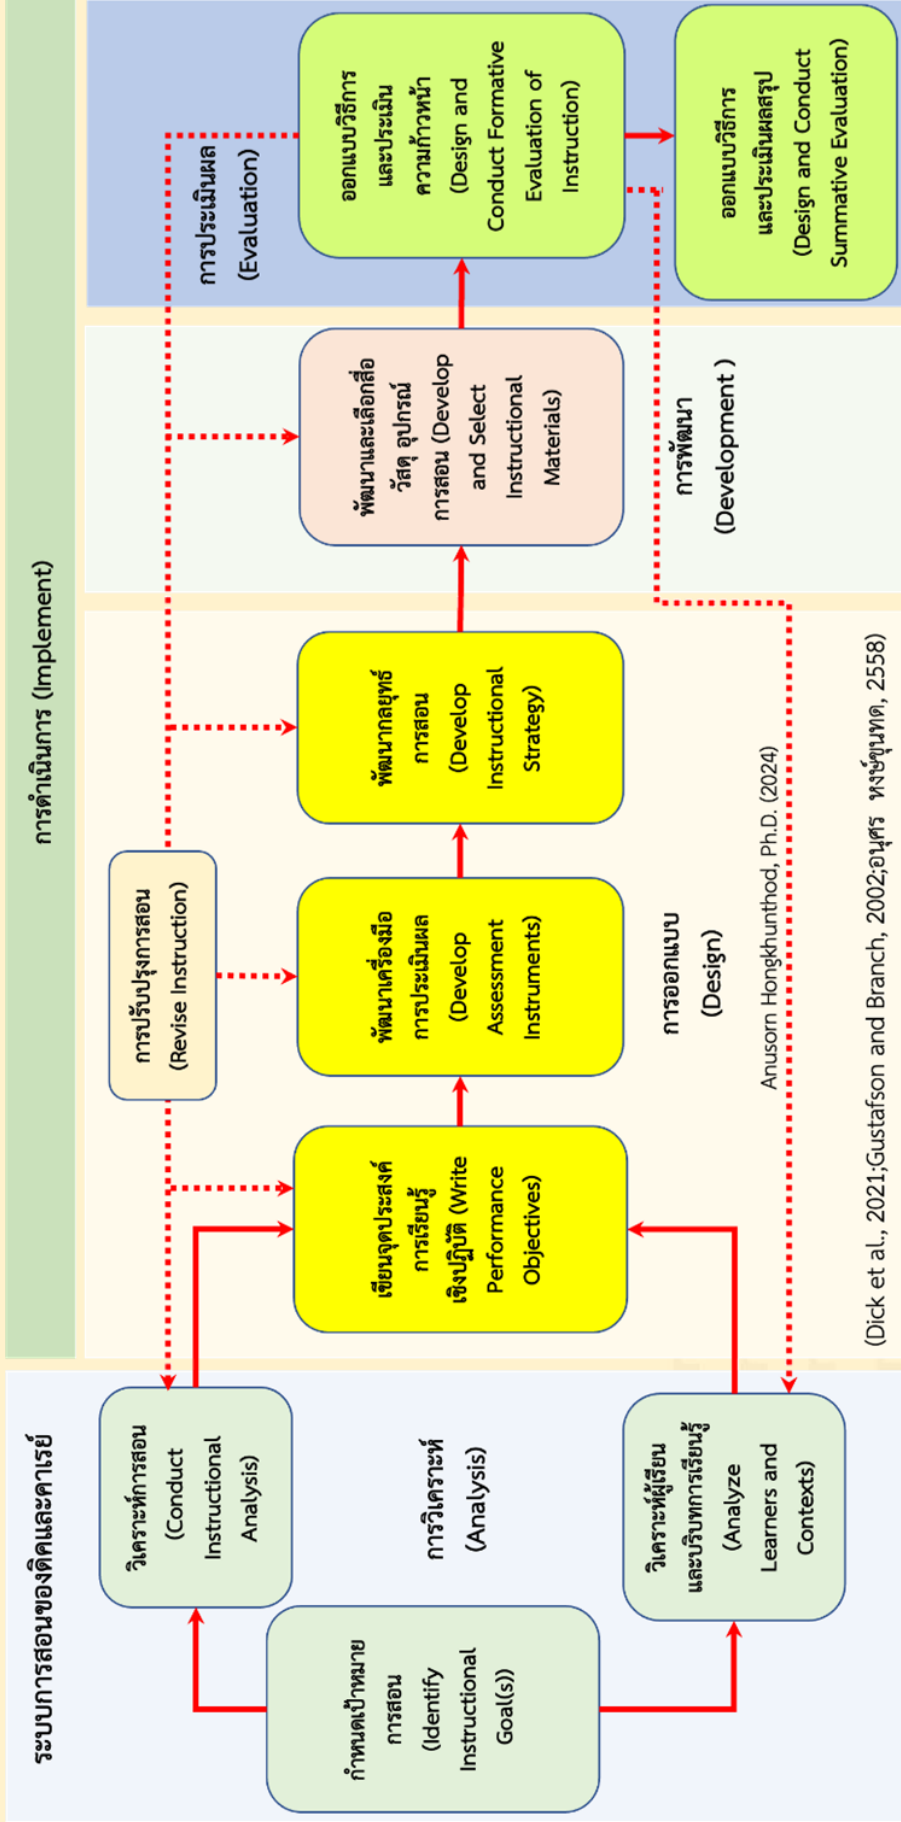 ระบบการสอนของดิคและคาเรย์
การดำเนินการ (Implement)
กำหนดเป้าหมาย
การสอน
(Identify
Instructional
Goal(s))
วิเคราะห์การสอน
(Conduct
Instructional
Analysis)
การวิเคราะห์
(Analysis)
วิเคราะห์ผู้เรียน
และบริบทการเรียนรู้
(Analyze
Learners and
Contexts)
การปรับปรุงการสอน
(Revise Instruction)
เขียนจุดประสงค์
การเรียนรู้
เชิงปฏิบัติ (Write
Performance
Objectives)
พัฒนาเครื่องมือ
การประเมินผล
(Develop
Assessment
Instruments)
พัฒนากลยุทธ์
การสอน
(Develop
Instructional
Strategy)
การออกแบบ
(Design)
พัฒนาและเลือกสื่อ
วัสดุ อุปกรณ์
การสอน (Develop
and Select
Instructional
Materials)
การพัฒนา
(Development )
การประเมินผล
(Evaluation)
ออกแบบวิธีการ
และประเมิน
ความก้าวหน้า
(Design and
Conduct Formative
Evaluation of
Instruction)
ออกแบบวิธีการ
และประเมินผลสรุป
(Design and Conduct
Summative Evaluation)
Anusorn Hongkhunthod, Ph.D. (2024)
(Dick et al., 2021;Gustafson and Branch, 2002;อนุศร หงษ์ขุนทด, 2558)